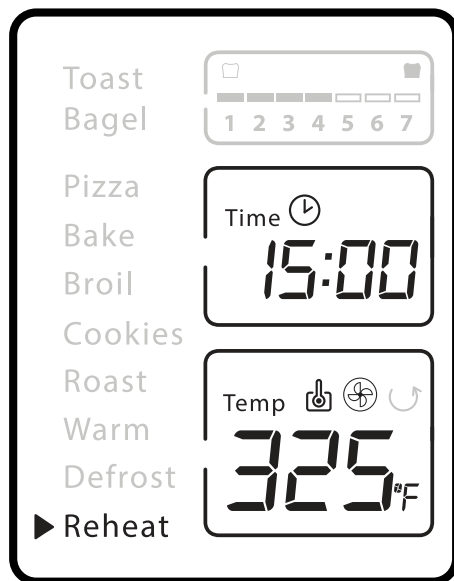 Toast
Bagel
1 2 3 4 5 6 7
Pizza
Bake
Broil
Cookies
Roast
Warm
Defrost
Reheat
Time
15:00
Temp
325°F